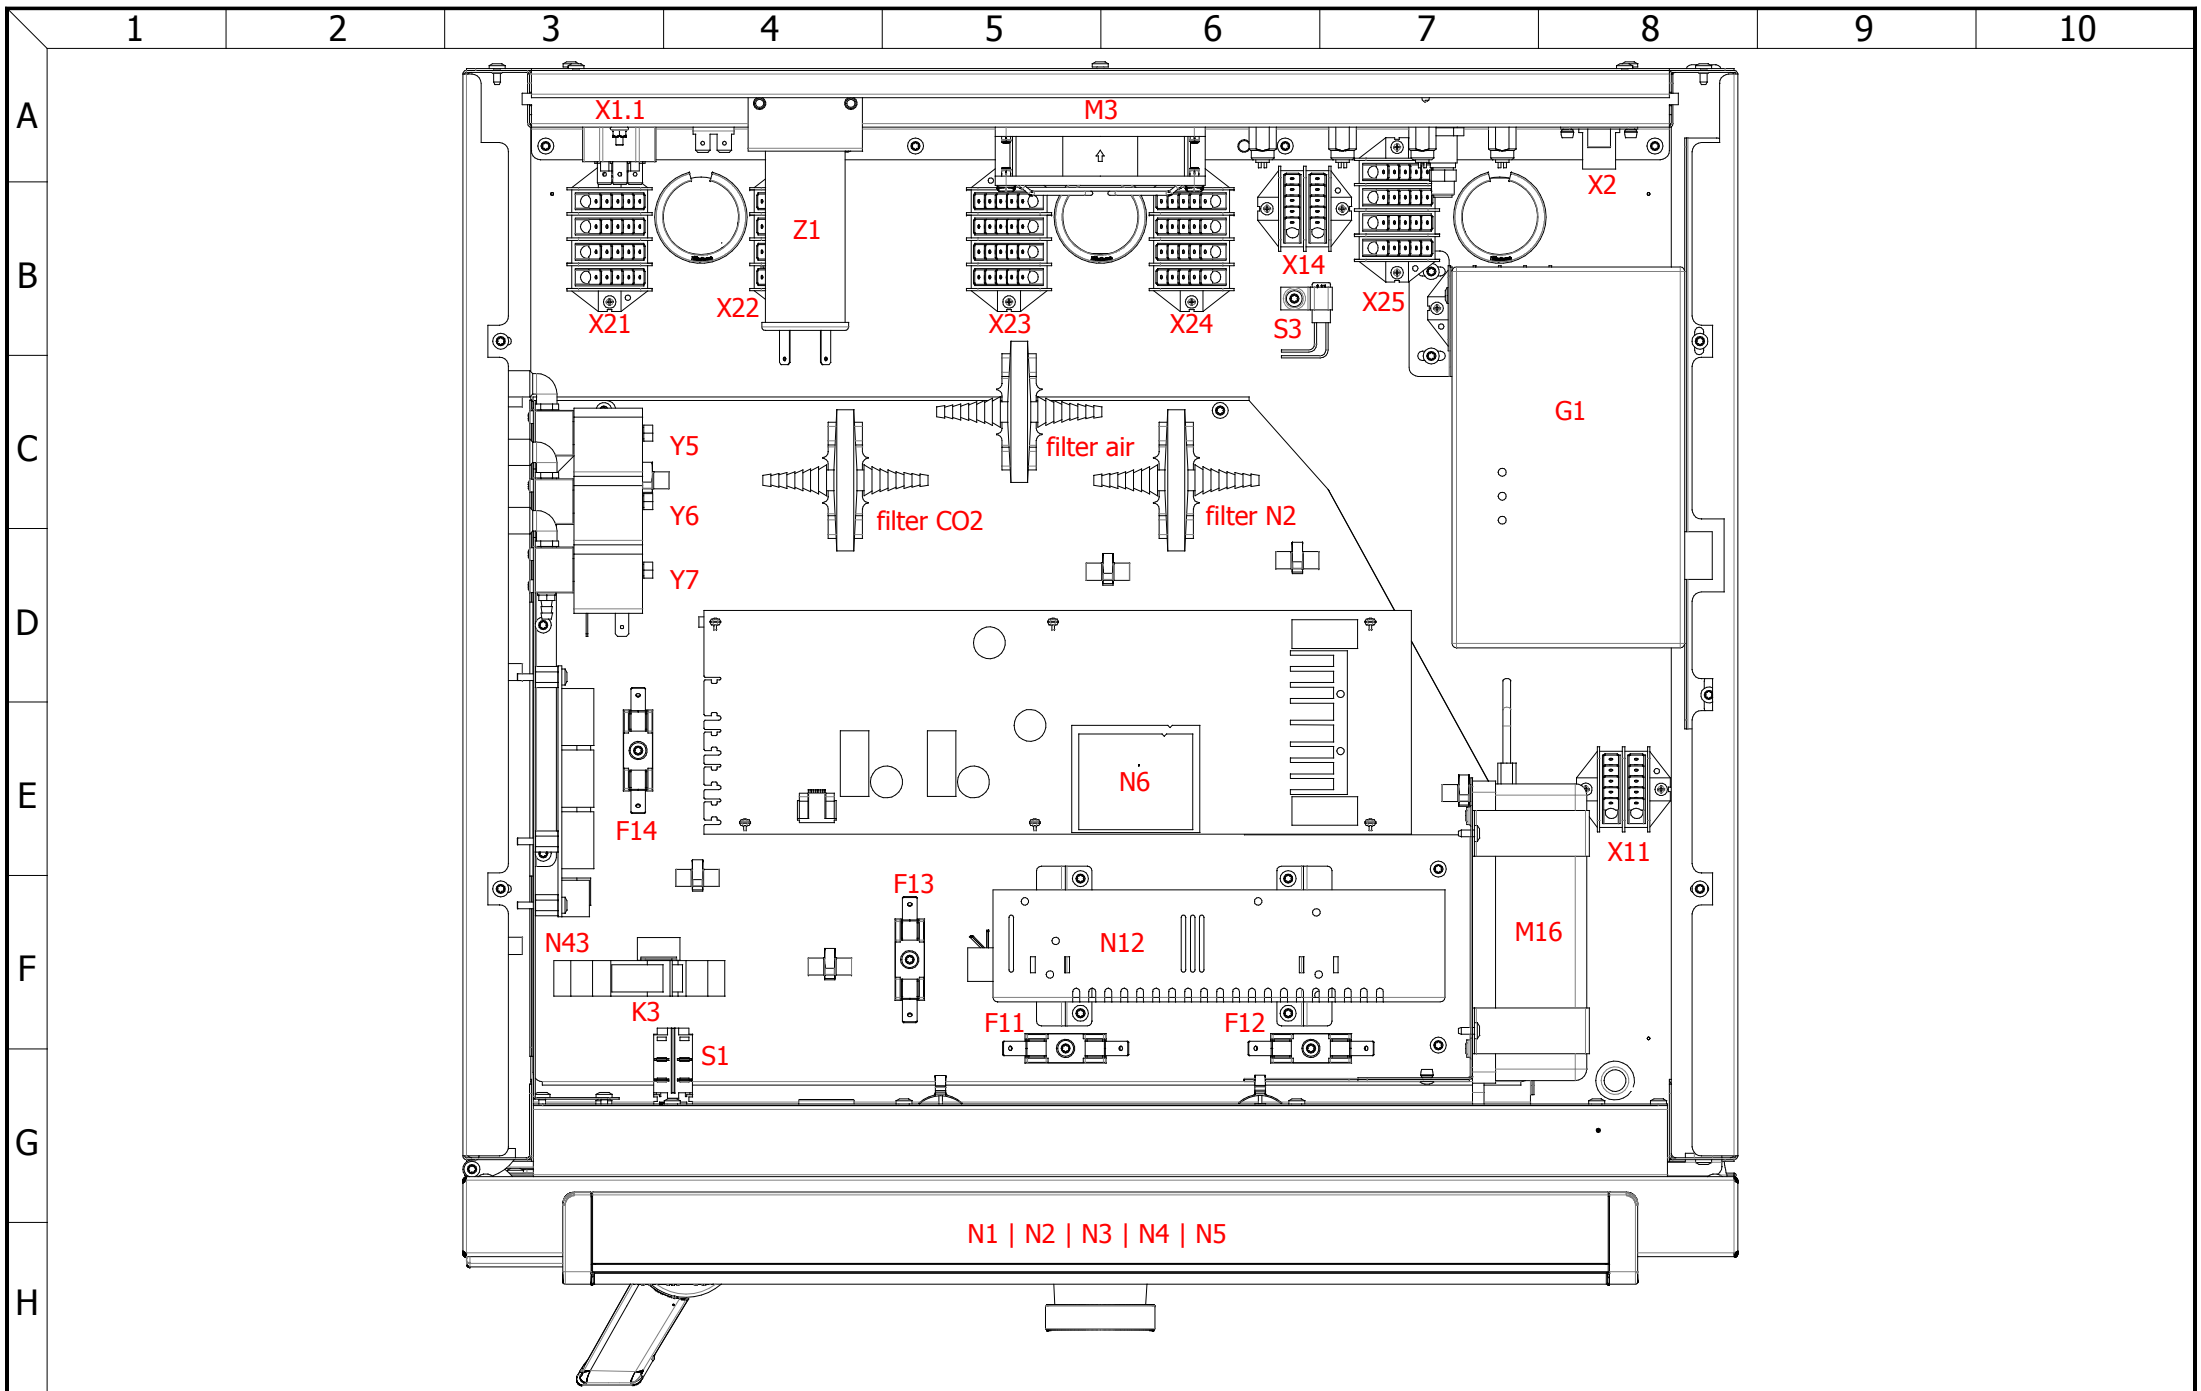 1 2 3 4 5 6 7 8 9 10
A
X1.1 M3
X2
B
Z1
X14
X22 X25
X21 X23 X24 S3
C
G1
Y5 filter air
Y6 filter CO2 filter N2
Y7
D
E
N6
F14
X11
F13
F
N43 N12 M16
K3
F11 F12
S1
G
N1 | N2 | N3 | N4 | N5
H